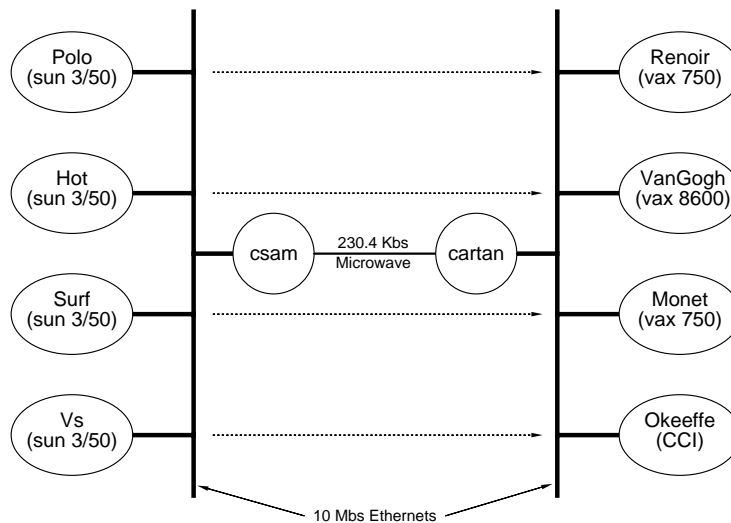 Polo
(sun 3/50)
Renoir
(vax 750)
Hot
(sun 3/50)
VanGogh
(vax 8600)
csam
230.4 Kbs
Microwave
cartan
Surf
(sun 3/50)
Monet
(vax 750)
Vs
(sun 3/50)
Okeeffe
(CCI)
10 Mbs Ethernets